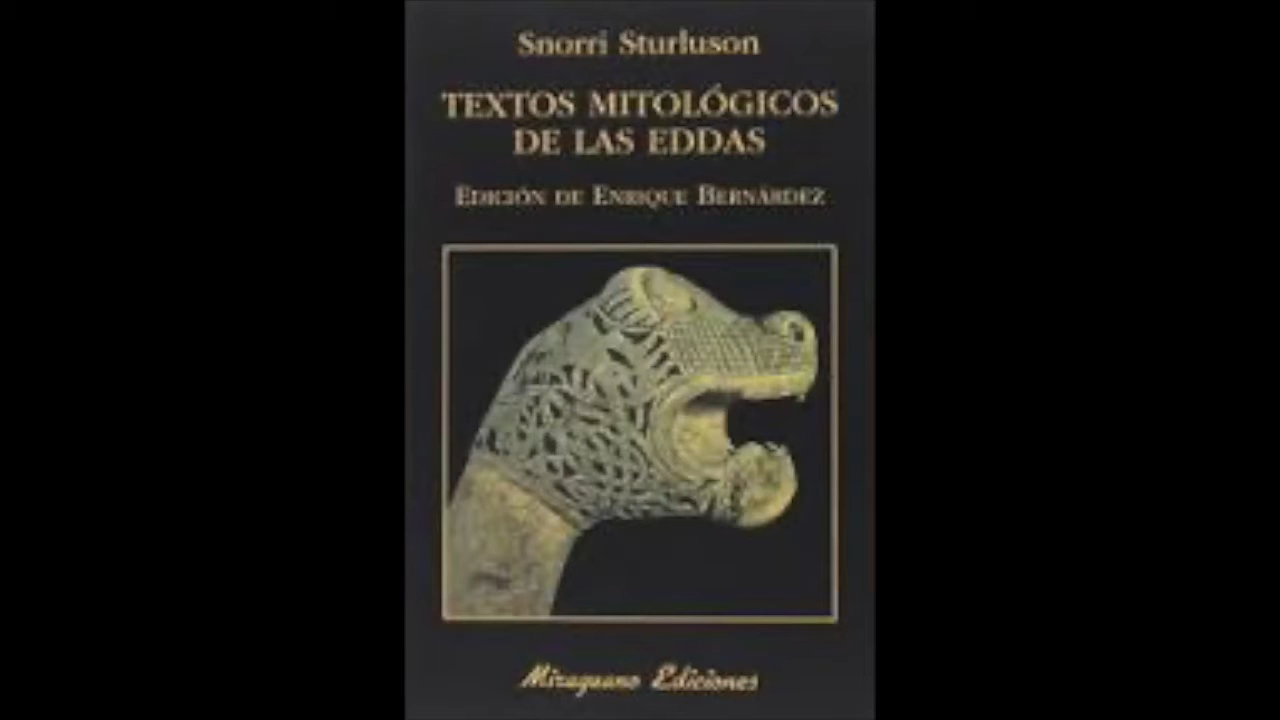 Snorri Sturluson
TEXTOS MITOLÓGICOS
DE LAS EDDAS
EDICIÓN DE ENRIQUE BERNÁRDEZ
Miraguano Ediciones